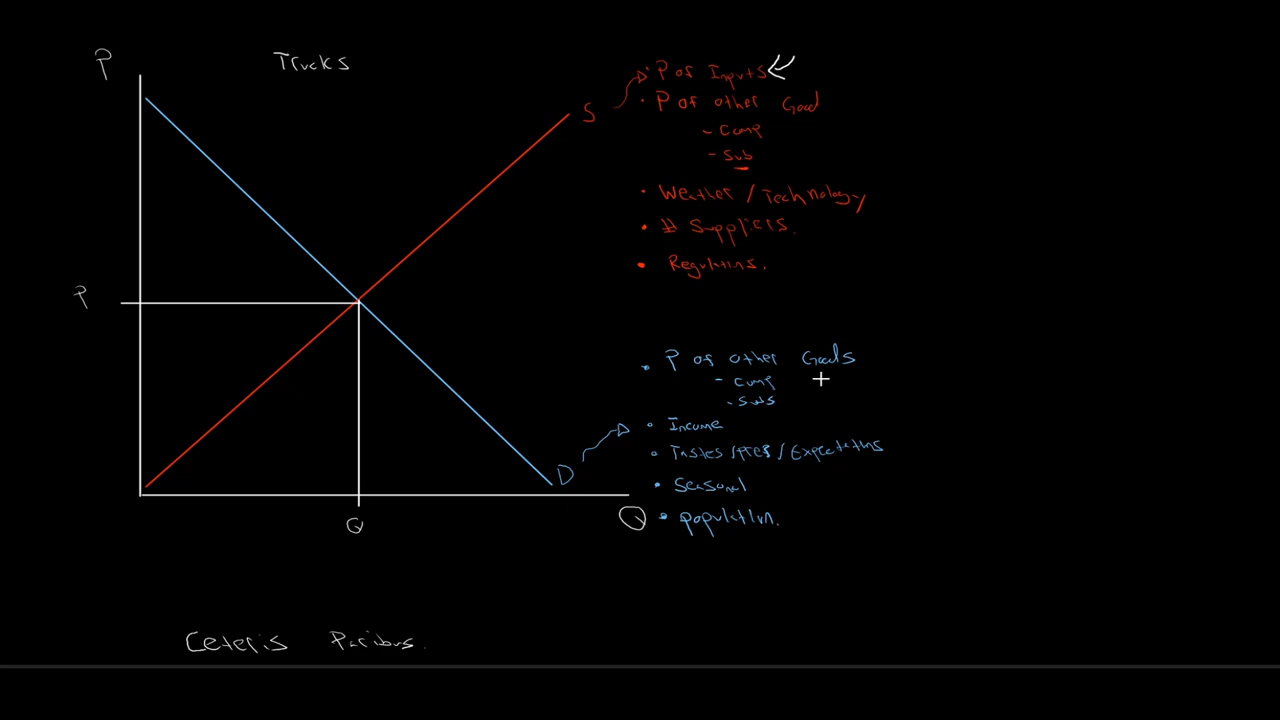 P
Trucks
S
• P of Inputs
• P of other Good
- Comp
- Sub
• Weather / Technology
• # Suppliers.
• Regulations.
P
• P of other Goods
- Comp
- Subs
• Income
• Tastes / Pref / Expectations
D
• Seasonal
• population.
Q
Q
Ceteris Paribus.